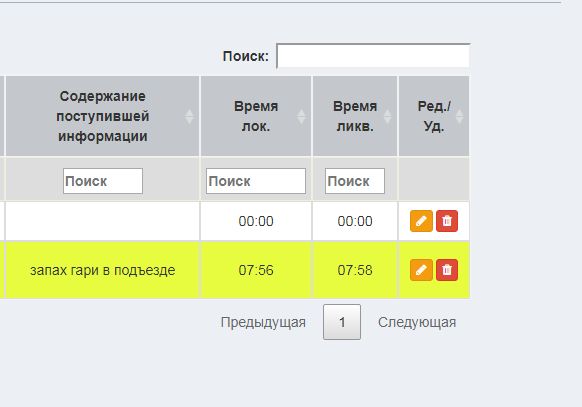 Поиск:
Содержание поступившей информации
Время лок.
Время ликв.
Ред./ Уд.
Поиск Поиск Поиск
00:00 00:00
запах гари в подъезде 07:56 07:58
Предыдущая 1 Следующая